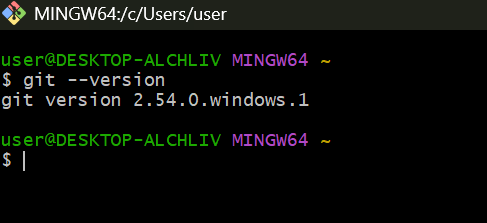 MINGW64:/c/Users/user
user@DESKTOP-ALCHLIV MINGW64 ~
$ git --version
git version 2.54.0.windows.1
user@DESKTOP-ALCHLIV MINGW64 ~
$